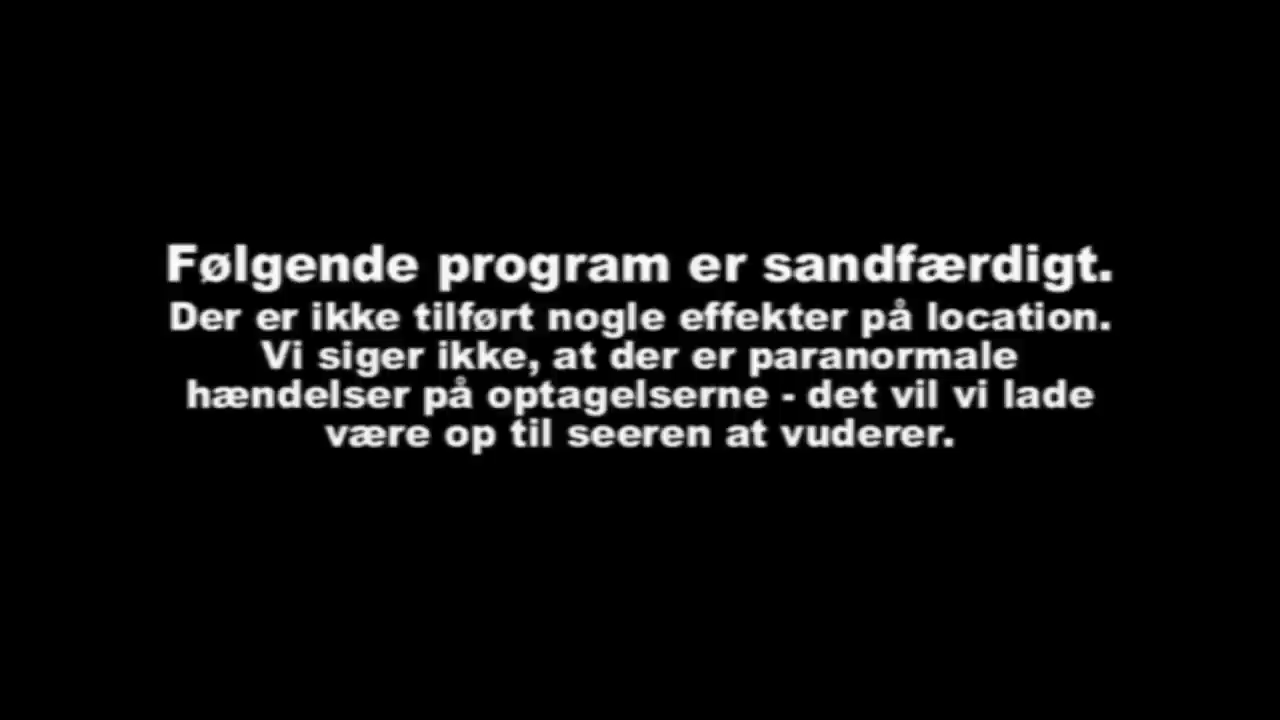 Følgende program er sandfærdigt.
Der er ikke tilført nogle effekter på location.
Vi siger ikke, at der er paranormale
hændelser på optagelserne - det vil vi lade
være op til seeren at vuderer.